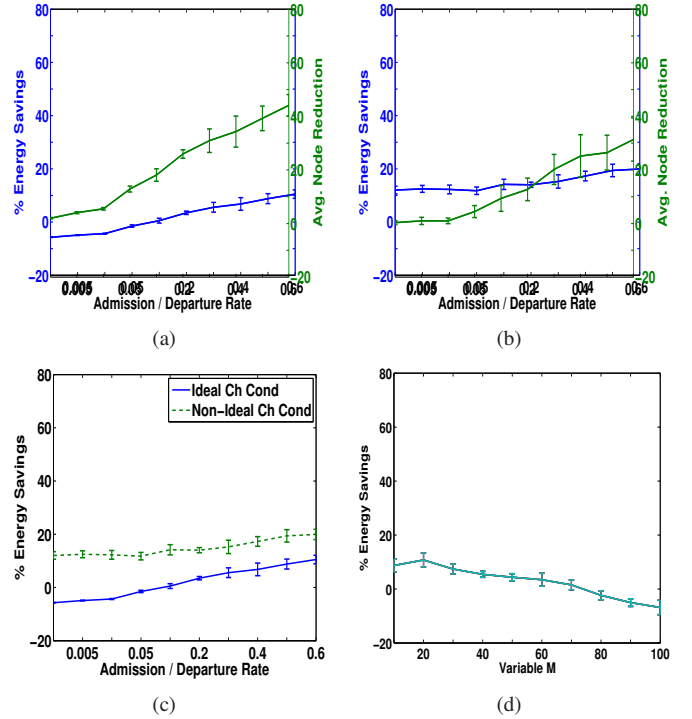 80
60
40
20
0
−20
% Energy Savings
80
60
40
20
0
−20
Avg. Node Reduction
0.005 0.05 0.2 0.4 0.6
Admission / Departure Rate
(a)
80
60
40
20
0
−20
% Energy Savings
80
60
40
20
0
−20
Avg. Node Reduction
0.005 0.05 0.2 0.4 0.6
Admission / Departure Rate
(b)
80
60
40
20
0
−20
% Energy Savings
Ideal Ch Cond
Non−Ideal Ch Cond
0.005 0.05 0.2 0.4 0.6
Admission / Departure Rate
(c)
80
60
40
20
0
−20
% Energy Savings
20 40 60 80 100
Variable M
(d)